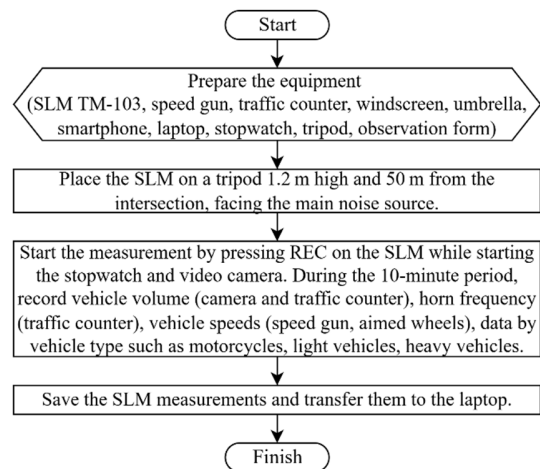 Start
Prepare the equipment
(SLM TM-103, speed gun, traffic counter, windscreen, umbrella,
smartphone, laptop, stopwatch, tripod, observation form)
Place the SLM on a tripod 1.2 m high and 50 m from the
intersection, facing the main noise source.
Start the measurement by pressing REC on the SLM while starting
the stopwatch and video camera. During the 10-minute period,
record vehicle volume (camera and traffic counter), horn frequency
(traffic counter), vehicle speeds (speed gun, aimed wheels), data by
vehicle type such as motorcycles, light vehicles, heavy vehicles.
Save the SLM measurements and transfer them to the laptop.
Finish